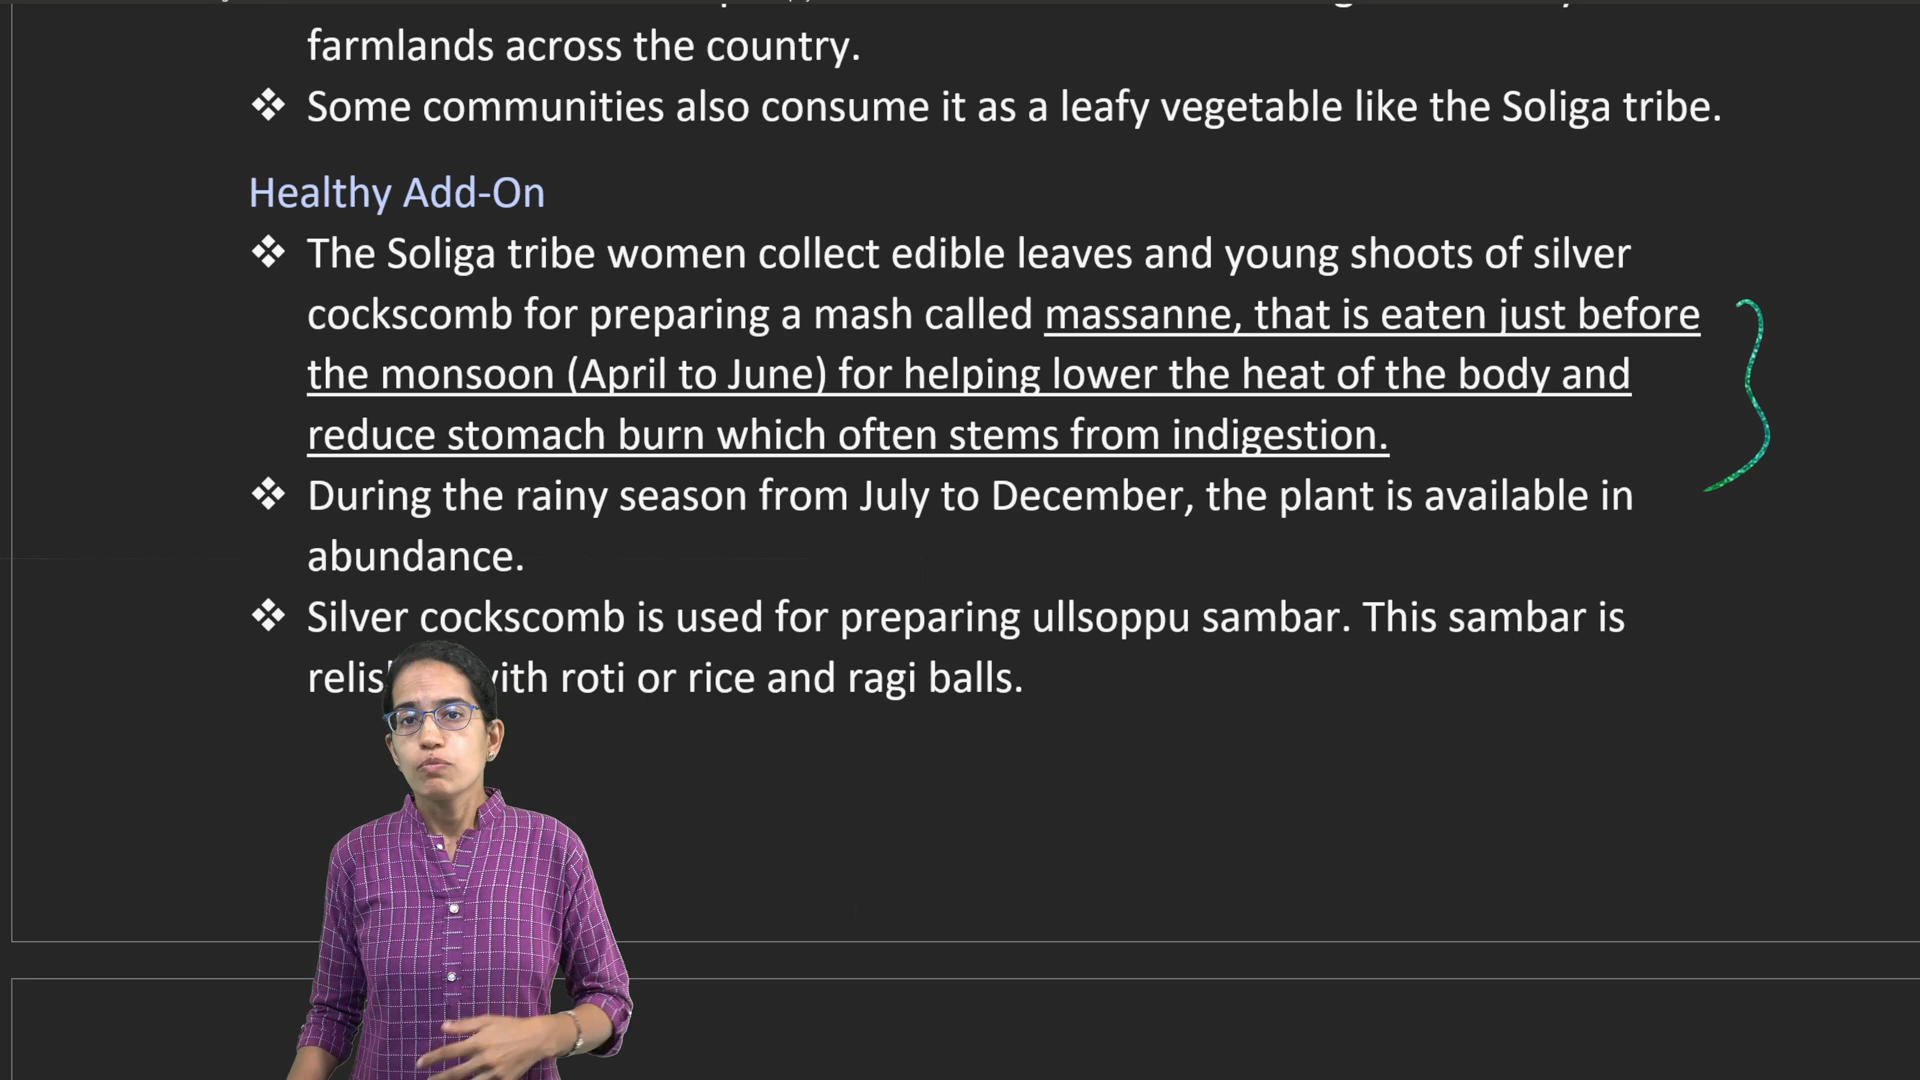 farmlands across the country.
❖ Some communities also consume it as a leafy vegetable like the Soliga tribe.
Healthy Add-On
❖ The Soliga tribe women collect edible leaves and young shoots of silver
cockscomb for preparing a mash called massanne, that is eaten just before
the monsoon (April to June) for helping lower the heat of the body and
reduce stomach burn which often stems from indigestion.
❖ During the rainy season from July to December, the plant is available in
abundance.
❖ Silver cockscomb is used for preparing ullsoppu sambar. This sambar is
roti or rice and ragi balls.